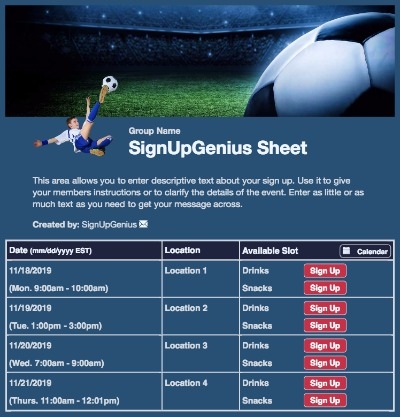 Group Name
SignUpGenius Sheet
This area allows you to enter descriptive text about your sign up. Use it to give
your members instructions or to clarify the details of the event. Enter as little or as
much text as you need to get your message across.
Created by: SignUpGenius
Date (mm/dd/yyyy EST) Location Available Slot Calender
11/18/2019 Location 1 Drinks Sign Up
(Mon. 9:00am - 10:00am) Snacks Sign Up
11/19/2019 Location 2 Drinks Sign Up
(Tue. 1:00pm - 3:00pm) Snacks Sign Up
11/20/2019 Location 3 Drinks Sign Up
(Wed. 7:00am - 9:00am) Snacks Sign Up
11/21/2019 Location 4 Drinks Sign Up
(Thurs. 11:00am - 12:01pm) Snacks Sign Up